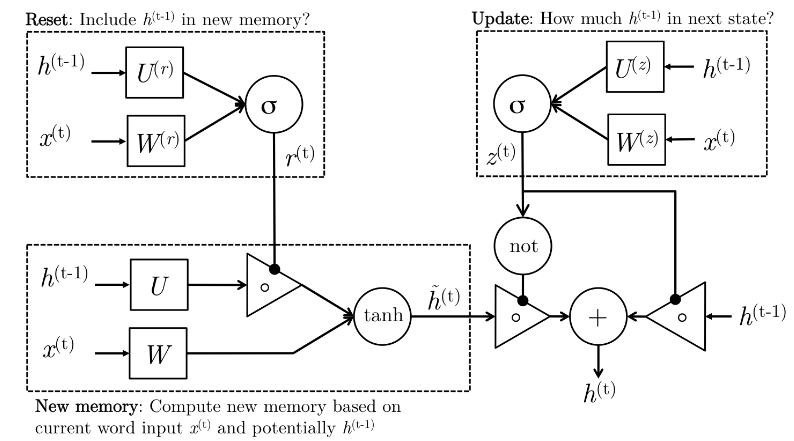 Reset: Include h(t-1) in new memory?
h(t-1)
U(r)
x(t)
W(r)
σ
r(t)
Update: How much h(t-1) in next state?
σ
U(z)
h(t-1)
W(z)
x(t)
z(t)
not
h(t-1)
U
∘
x(t)
W
tanh
h̃(t)
∘
+
∘
h(t-1)
h(t)
New memory: Compute new memory based on
current word input x(t) and potentially h(t-1)